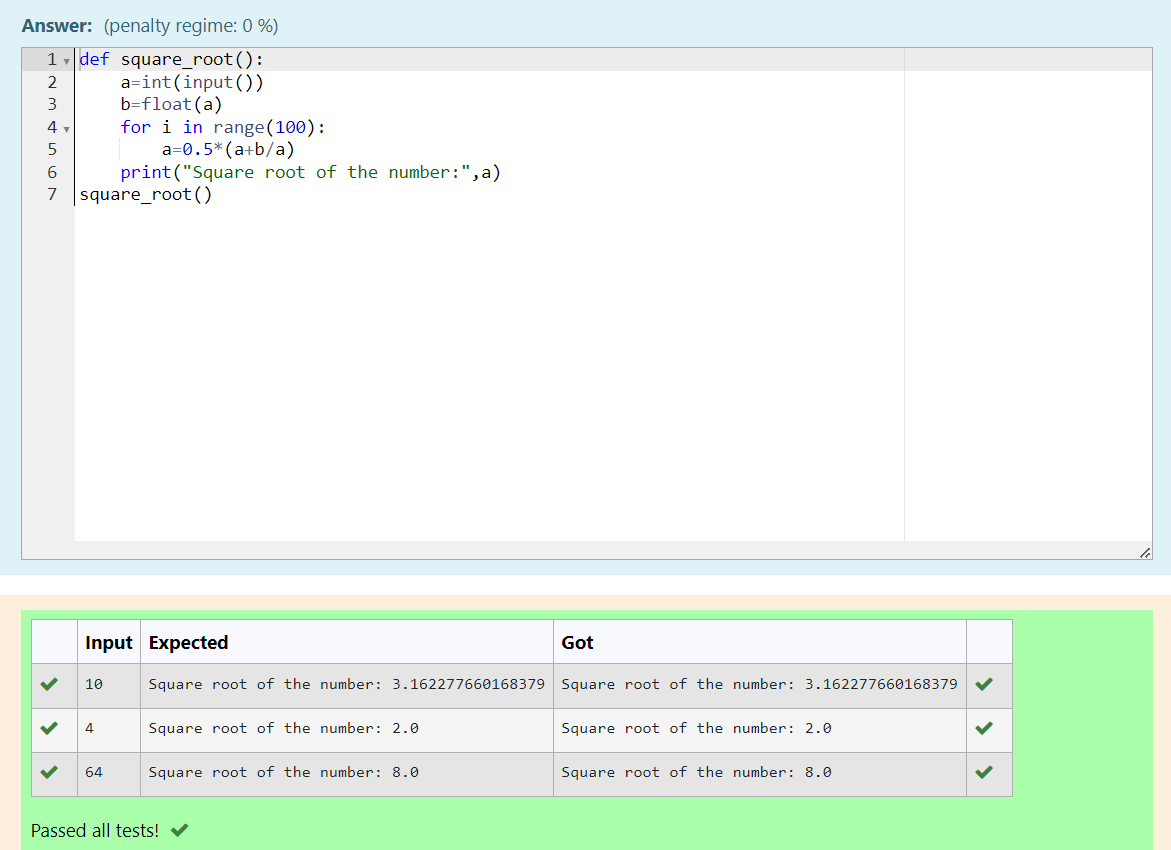 Answer: (penalty regime: 0 %)
1 def square_root():
2     a=int(input())
3     b=float(a)
4     for i in range(100):
5         a=0.5*(a+b/a)
6     print("Square root of the number:",a)
7 square_root()
Input Expected Got
10 Square root of the number: 3.162277660168379 Square root of the number: 3.162277660168379
4 Square root of the number: 2.0 Square root of the number: 2.0
64 Square root of the number: 8.0 Square root of the number: 8.0
Passed all tests!